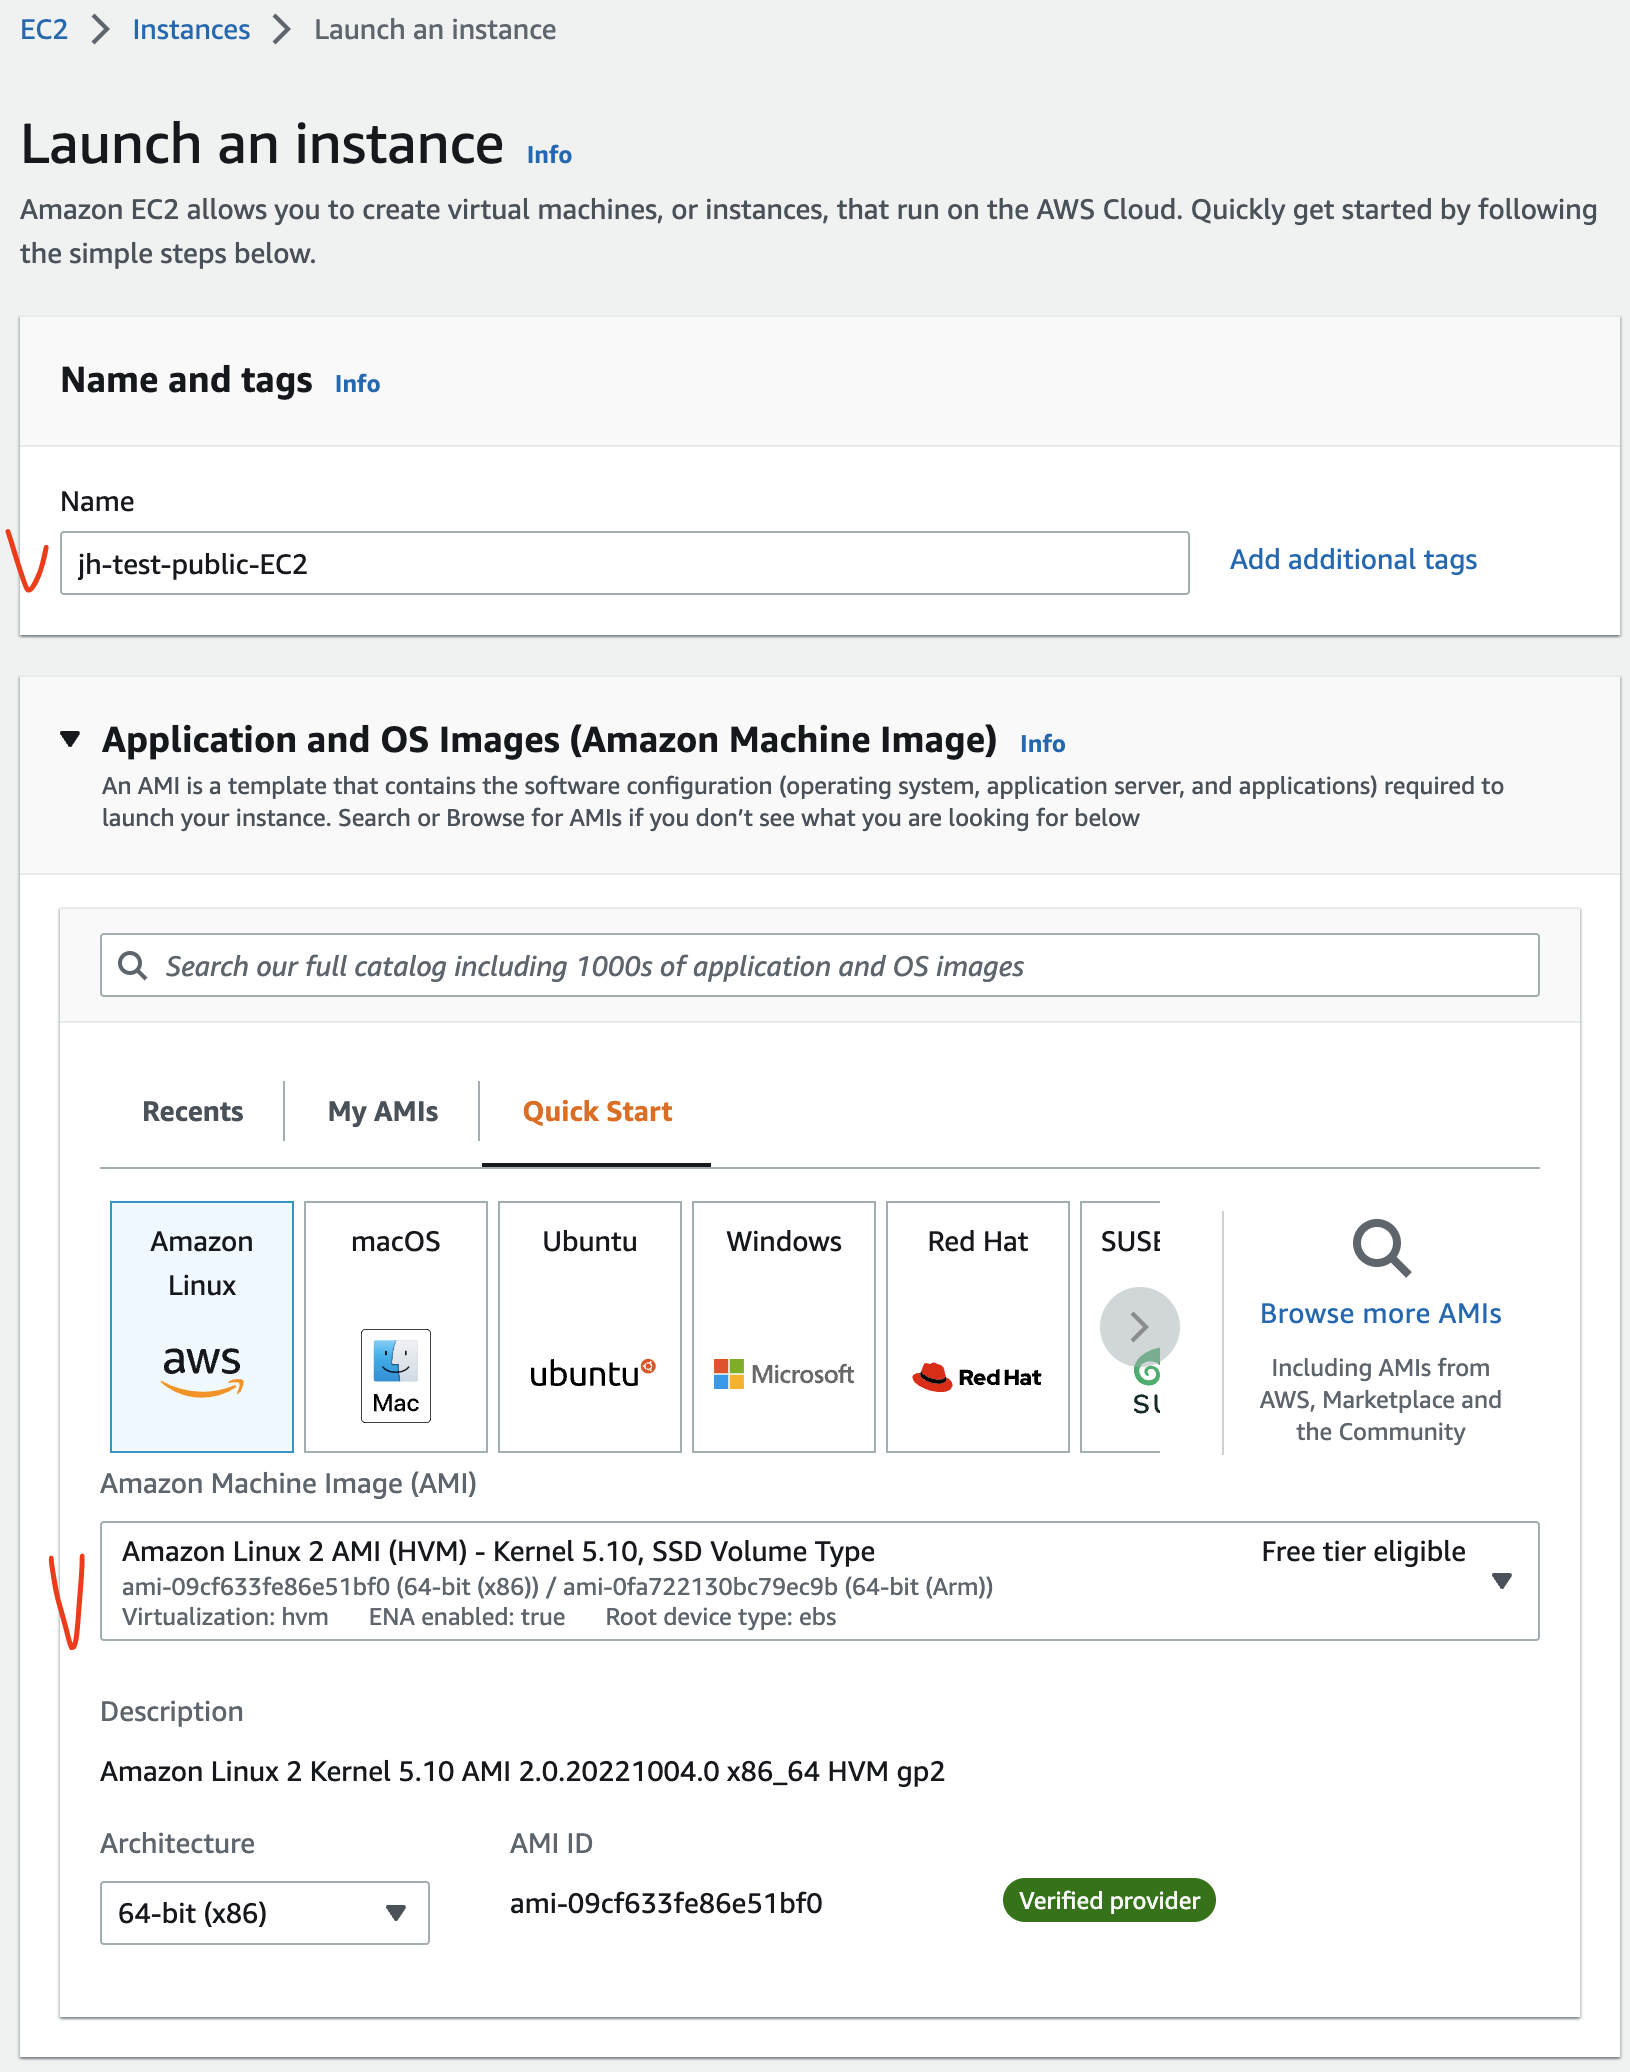 EC2 > Instances > Launch an instance
Launch an instance Info
Amazon EC2 allows you to create virtual machines, or instances, that run on the AWS Cloud. Quickly get started by following
the simple steps below.
Name and tags Info
Name
jh-test-public-EC2
Add additional tags
Application and OS Images (Amazon Machine Image) Info
An AMI is a template that contains the software configuration (operating system, application server, and applications) required to
launch your instance. Search or Browse for AMIs if you don’t see what you are looking for below
Search our full catalog including 1000s of application and OS images
Recents
My AMIs
Quick Start
Amazon
Linux
aws
macOS
Mac
Ubuntu
ubuntu
Windows
Microsoft
Red Hat
Red Hat
SUSE
SU
Browse more AMIs
Including AMIs from
AWS, Marketplace and
the Community
Amazon Machine Image (AMI)
Amazon Linux 2 AMI (HVM) - Kernel 5.10, SSD Volume Type
Free tier eligible
ami-09cf633fe86e51bf0 (64-bit (x86)) / ami-0fa722130bc79ec9b (64-bit (Arm))
Virtualization: hvm ENA enabled: true Root device type: ebs
Description
Amazon Linux 2 Kernel 5.10 AMI 2.0.20221004.0 x86_64 HVM gp2
Architecture
64-bit (x86)
AMI ID
ami-09cf633fe86e51bf0
Verified provider